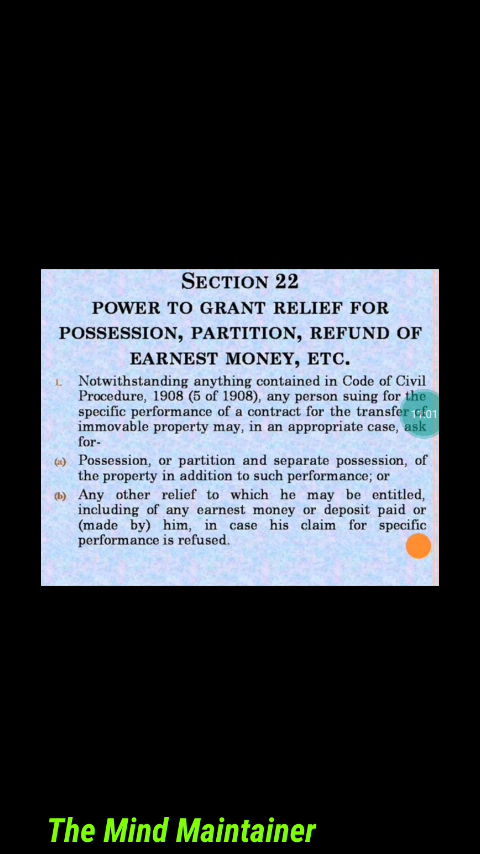 SECTION 22
POWER TO GRANT RELIEF FOR
POSSESSION, PARTITION, REFUND OF
EARNEST MONEY, ETC.
1. Notwithstanding anything contained in Code of Civil
Procedure, 1908 (5 of 1908), any person suing for the
specific performance of a contract for the transfer of
immovable property may, in an appropriate case, ask
for-
(a) Possession, or partition and separate possession, of
the property in addition to such performance; or
(b) Any other relief to which he may be entitled,
including of any earnest money or deposit paid or
(made by) him, in case his claim for specific
performance is refused.
The Mind Maintainer